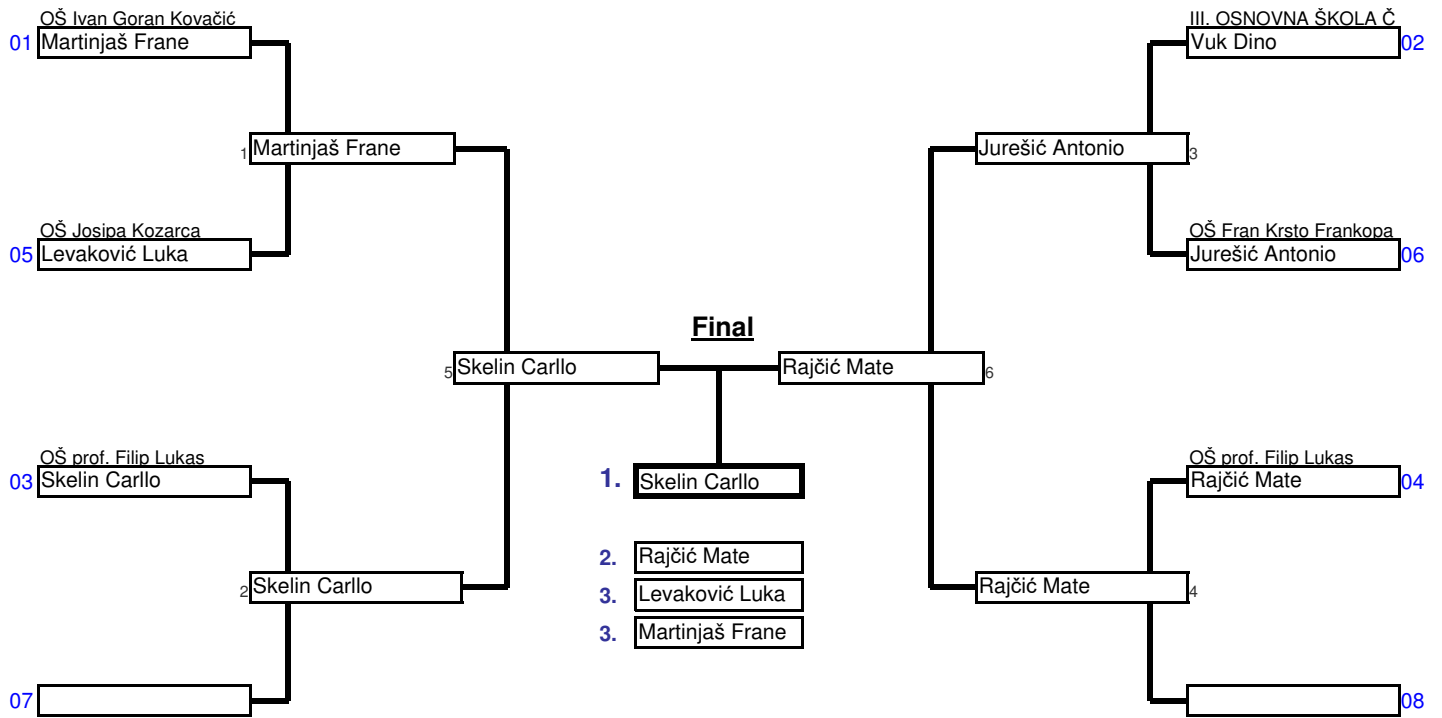 OŠ Ivan Goran Kovačić
01 Martinjaš Frane
III. OSNOVNA ŠKOLA Č
Vuk Dino 02
1 Martinjaš Frane
Jurešić Antonio 3
OŠ Josipa Kozarca
05 Levaković Luka
OŠ Fran Krsto Frankopa
Jurešić Antonio 06
Final
5 Skelin Carllo
Rajčić Mate 6
OŠ prof. Filip Lukas
03 Skelin Carllo
1. Skelin Carllo
OŠ prof. Filip Lukas
Rajčić Mate 04
2. Rajčić Mate
2 Skelin Carllo
3. Levaković Luka
Rajčić Mate 4
3. Martinjaš Frane
07
08